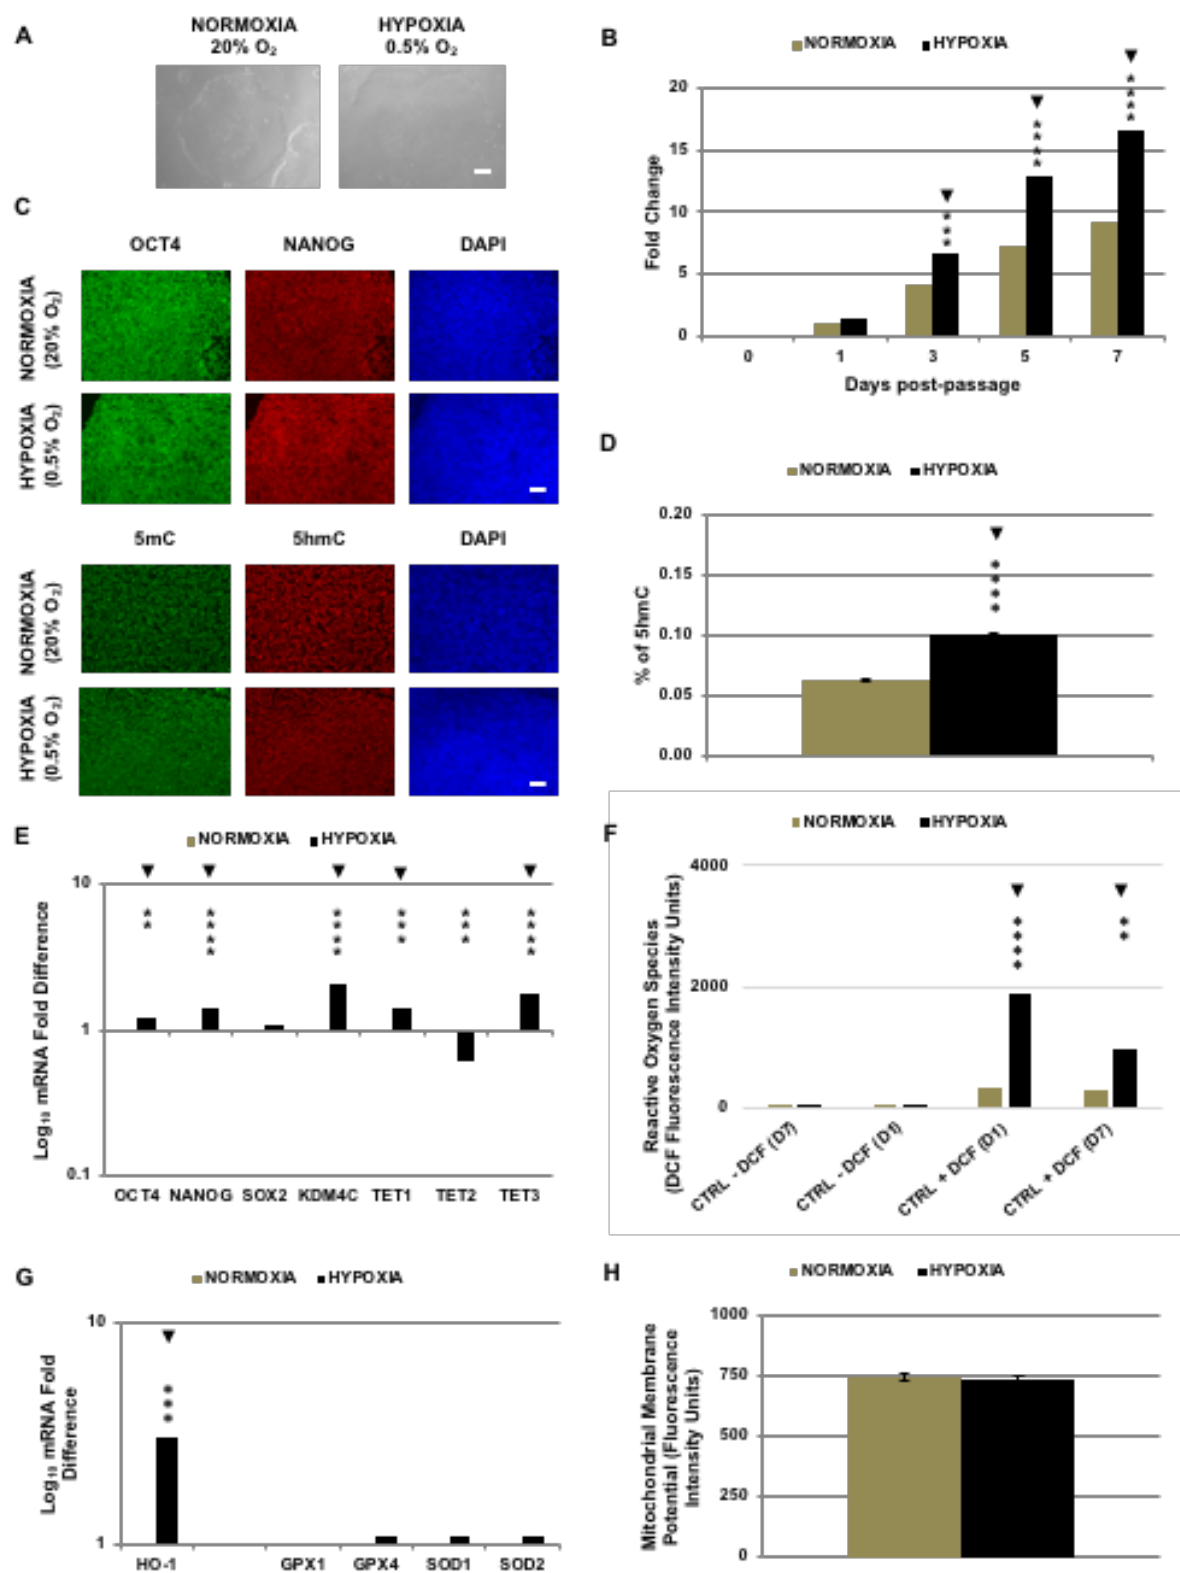 A
NORMOXIA
20% O₂
HYPOXIA
0.5% O₂
B
NORMOXIA HYPOXIA
Fold Change
20
15
10
5
0
▼ ***
▼ ****
▼ ****
0 1 3 5 7
Days post-passage
C
OCT4 NANOG DAPI
NORMOXIA
(20% O₂)
HYPOXIA
(0.5% O₂)
5mC 5hmC DAPI
NORMOXIA
(20% O₂)
HYPOXIA
(0.5% O₂)
D
NORMOXIA HYPOXIA
% of 5hmC
0.20
0.15
0.10
0.05
0.00
▼ ****
E
NORMOXIA HYPOXIA
Log₁₀ mRNA Fold Difference
10
1
0.1
▼ ** ▼ **** ▼ **** ▼ *** ▼ *** ▼ ****
OCT4 NANOG SOX2 KDM4C TET1 TET2 TET3
F
NORMOXIA HYPOXIA
Reactive Oxygen Species
(DCF Fluorescence Intensity Units)
4000
2000
0
▼ **** ▼ **
CTRL - DCF (D7)
CTRL - DCF (D1)
CTRL + DCF (D1)
CTRL + DCF (D7)
G
NORMOXIA HYPOXIA
Log₁₀ mRNA Fold
Difference
10
1
▼ ***
HO-1 GPX1 GPX4 SOD1 SOD2
H
NORMOXIA HYPOXIA
Mitochondrial Membrane
Potential (Fluorescence
Intensity Units)
1000
750
500
250
0